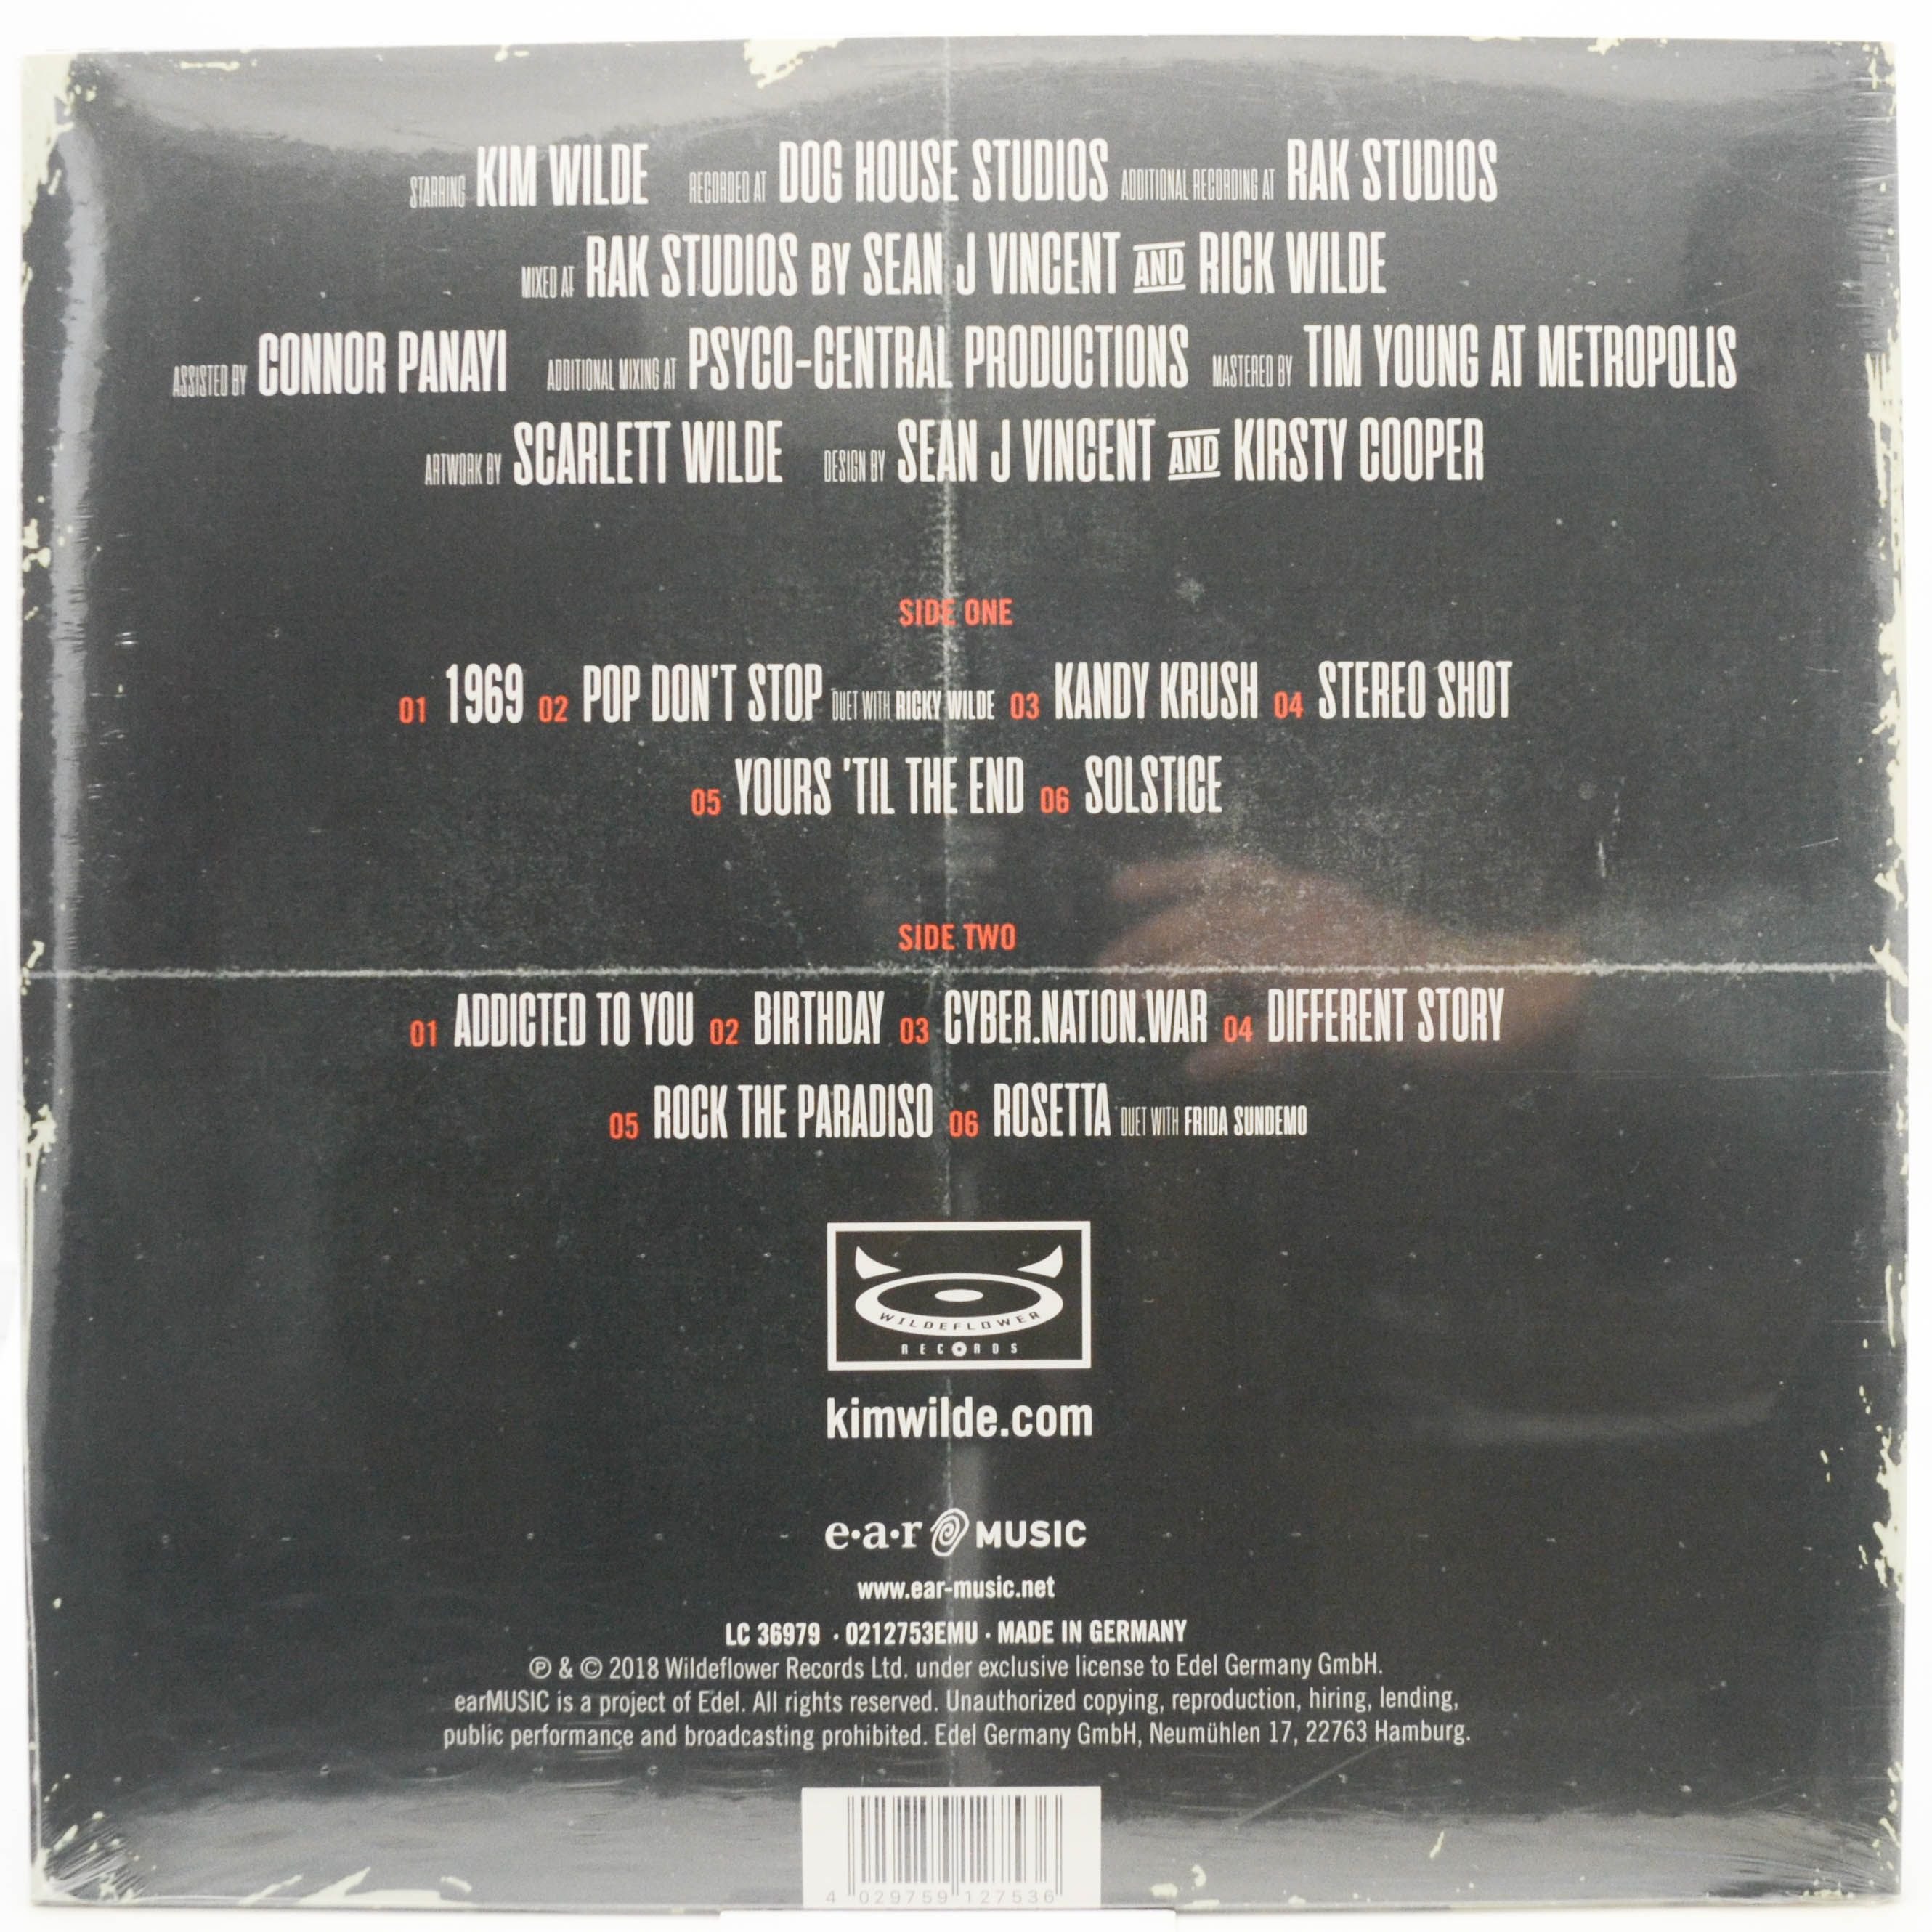 STARRING KIM WILDE RECORDED AT DOG HOUSE STUDIOS ADDITIONAL RECORDING AT RAK STUDIOS
MIXED AT RAK STUDIOS BY SEAN J VINCENT AND RICK WILDE
ASSISTED BY CONNOR PANAYI ADDITIONAL MIXING AT PSYCO-CENTRAL PRODUCTIONS MASTERED BY TIM YOUNG AT METROPOLIS
ARTWORK BY SCARLETT WILDE DESIGN BY SEAN J VINCENT AND KIRSTY COOPER
SIDE ONE
01 1969 02 POP DON'T STOP DUET WITH RICKY WILDE 03 KANDY KRUSH 04 STEREO SHOT
05 YOURS 'TIL THE END 06 SOLSTICE
SIDE TWO
01 ADDICTED TO YOU 02 BIRTHDAY 03 CYBER.NATION.WAR 04 DIFFERENT STORY
05 ROCK THE PARADISO 06 ROSETTA DUET WITH FRIDA SUNDEMO
WILDEFLOWER
RECORDS
kimwilde.com
e•a•r MUSIC
www.ear-music.net
LC 36979 · 0212753EMU · MADE IN GERMANY
℗ & © 2018 Wildeflower Records Ltd. under exclusive license to Edel Germany GmbH.
earMUSIC is a project of Edel. All rights reserved. Unauthorized copying, reproduction, hiring, lending,
public performance and broadcasting prohibited. Edel Germany GmbH, Neumühlen 17, 22763 Hamburg.
4 029759 127536